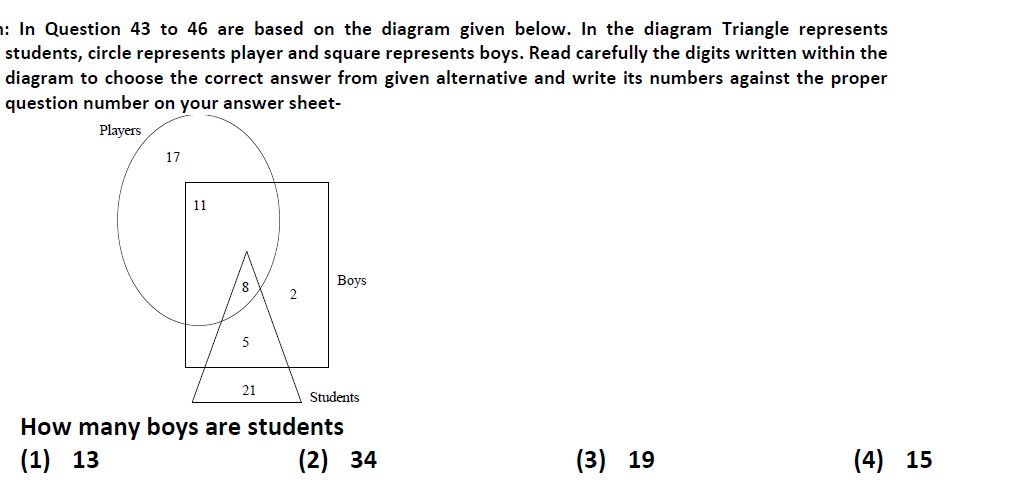 : In Question 43 to 46 are based on the diagram given below. In the diagram Triangle represents
students, circle represents player and square represents boys. Read carefully the digits written within the
diagram to choose the correct answer from given alternative and write its numbers against the proper
question number on your answer sheet-
Players
17
11
Boys
8
2
5
21
Students
How many boys are students
(1) 13 (2) 34 (3) 19 (4) 15